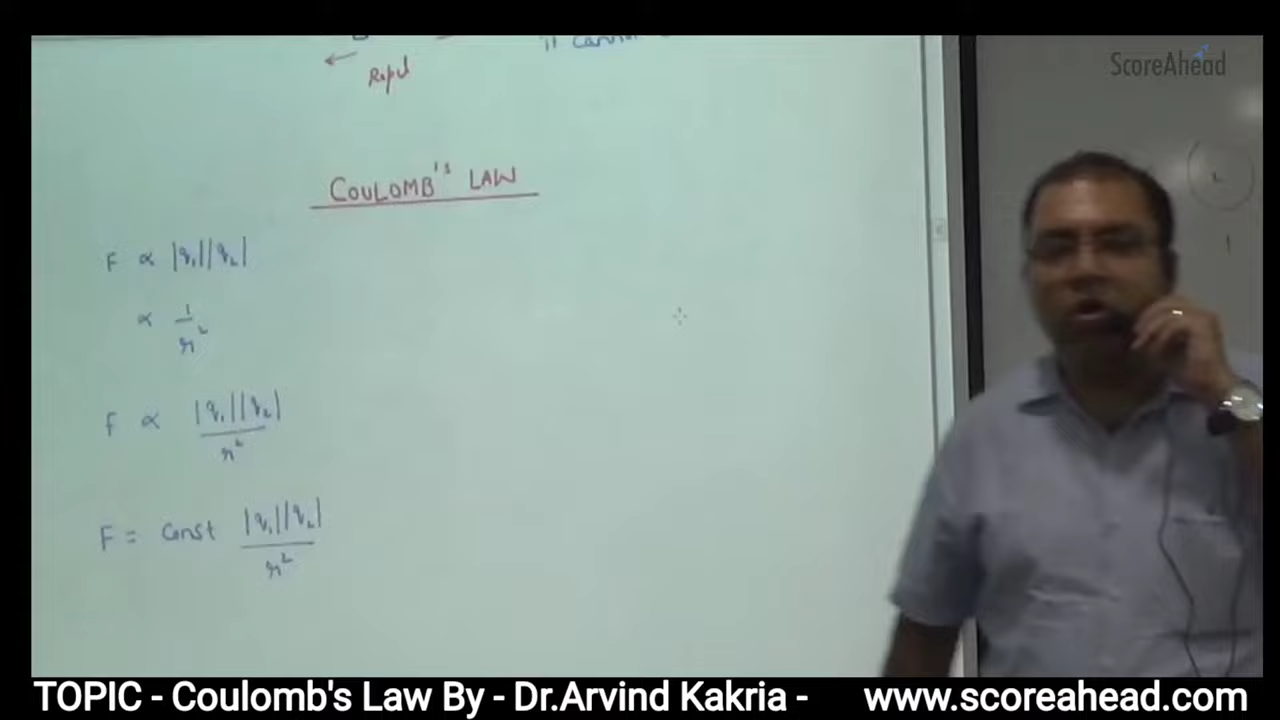 ScoreAhead
Repel
COULOMB's LAW
F ∝ |q₁||q₂|
∝ 1/r²
F ∝ |q₁||q₂|/r²
F = Const |q₁||q₂|/r²
TOPIC - Coulomb's Law By - Dr.Arvind Kakria - www.scoreahead.com